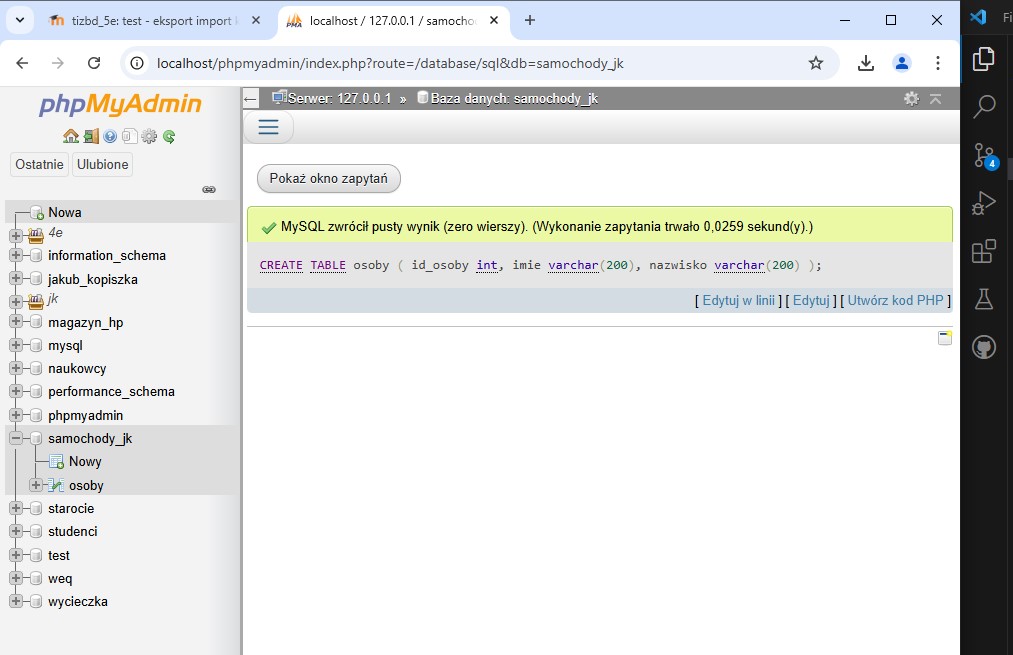 tizbd_5e: test - eksport import
localhost / 127.0.0.1 / samocho
localhost/phpmyadmin/index.php?route=/database/sql&db=samochody_jk
phpMyAdmin
Ostatnie
Ulubione
Nowa
4e
information_schema
jakub_kopiszka
jk
magazyn_hp
mysql
naukowcy
performance_schema
phpmyadmin
samochody_jk
Nowy
osoby
starocie
studenci
test
weq
wycieczka
Serwer: 127.0.0.1 » Baza danych: samochody_jk
Pokaż okno zapytań
MySQL zwrócił pusty wynik (zero wierszy). (Wykonanie zapytania trwało 0,0259 sekund(y).)
CREATE TABLE osoby ( id_osoby int, imie varchar(200), nazwisko varchar(200) );
[ Edytuj w linii ] [ Edytuj ] [ Utwórz kod PHP ]
Fi
4